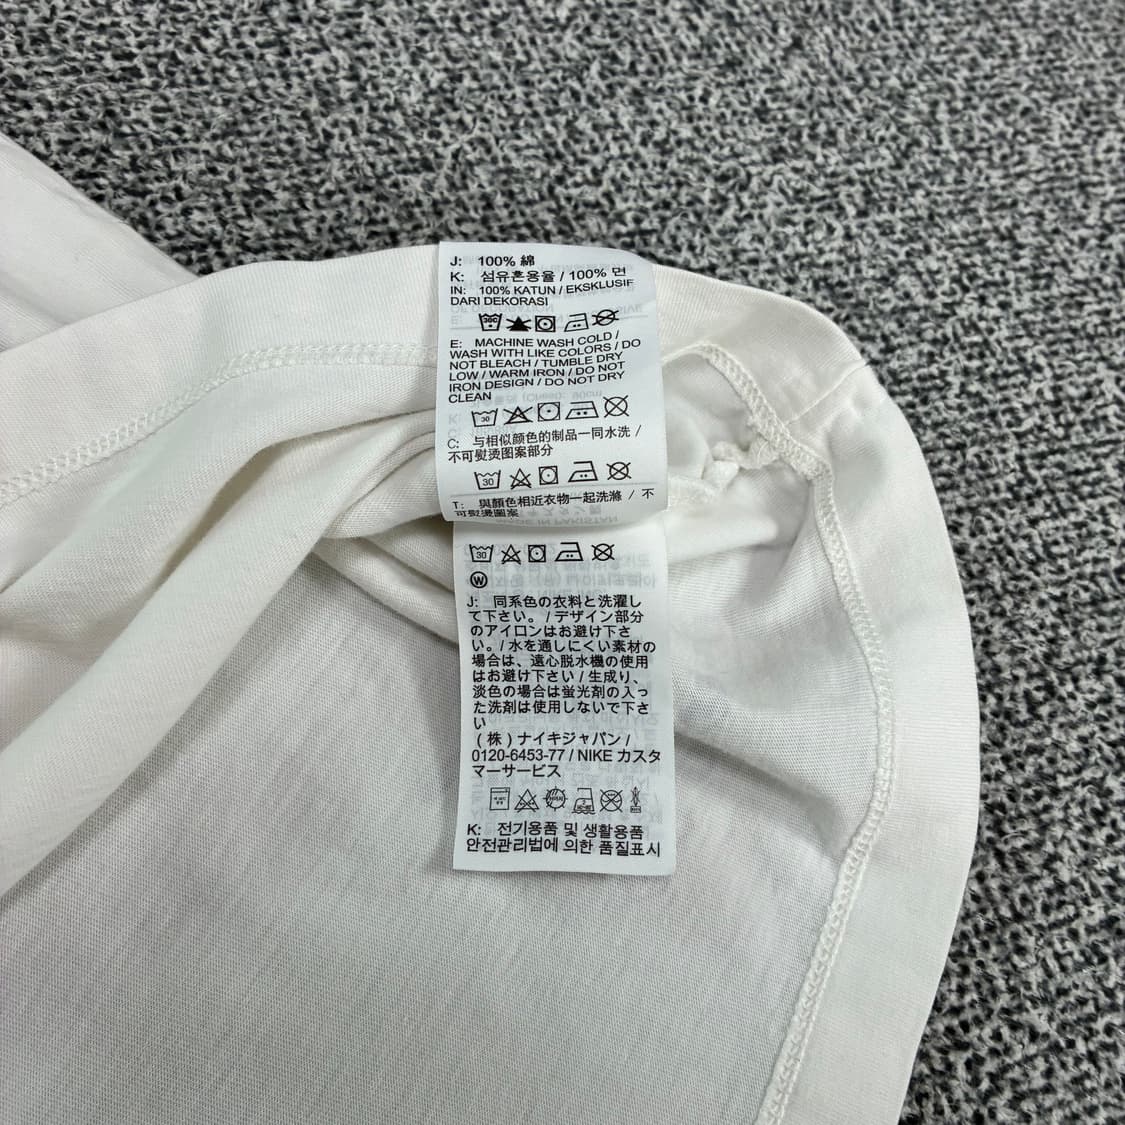 J: 100% 綿
K: 섬유혼용율 / 100% 면
IN: 100% KATUN / EKSKLUSIF
DARI DEKORASI
30C
E: MACHINE WASH COLD /
WASH WITH LIKE COLORS / DO
NOT BLEACH / TUMBLE DRY
LOW / WARM IRON / DO NOT
IRON DESIGN / DO NOT DRY
CLEAN
30
C: 与相似颜色的制品一同水洗 /
不可熨烫图案部分
30
T: 與顏色相近衣物一起洗滌 / 不
可熨燙圖案
30
W
J: 同系色の衣料と洗濯し
て下さい。/ デザイン部分
のアイロンはお避け下さ
い。/ 水を通しにくい素材の
場合は、遠心脱水機の使用
はお避け下さい / 生成り、
淡色の場合は蛍光剤の入っ
た洗剤は使用しないで下さ
い
(株) ナイキジャパン /
0120-6453-77 / NIKE カスタ
マーサービス
K: 전기용품 및 생활용품
안전관리법에 의한 품질표시